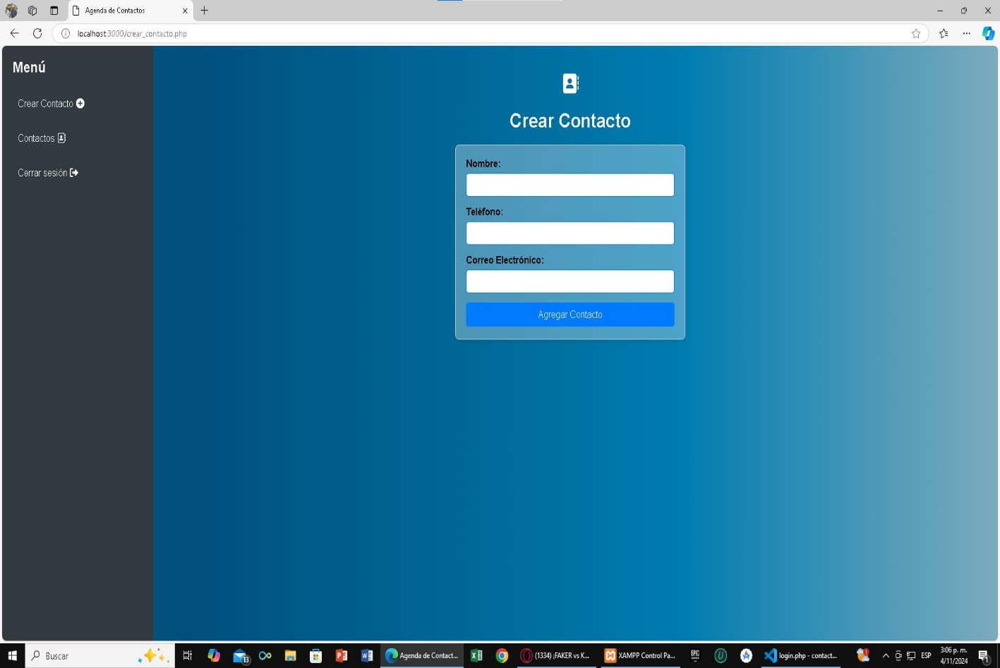 Agenda de Contactos
localhost:3000/crear_contacto.php
Menú
Crear Contacto
Contactos
Cerrar sesión
Crear Contacto
Nombre:
Teléfono:
Correo Electrónico:
Agregar Contacto
Buscar
13
Agenda de Contact...
(1334) ¡FAKER vs K...
XAMPP Control Pa...
EPIC
login.php - contact...
ESP
3:06 p. m.
4/11/2024
1